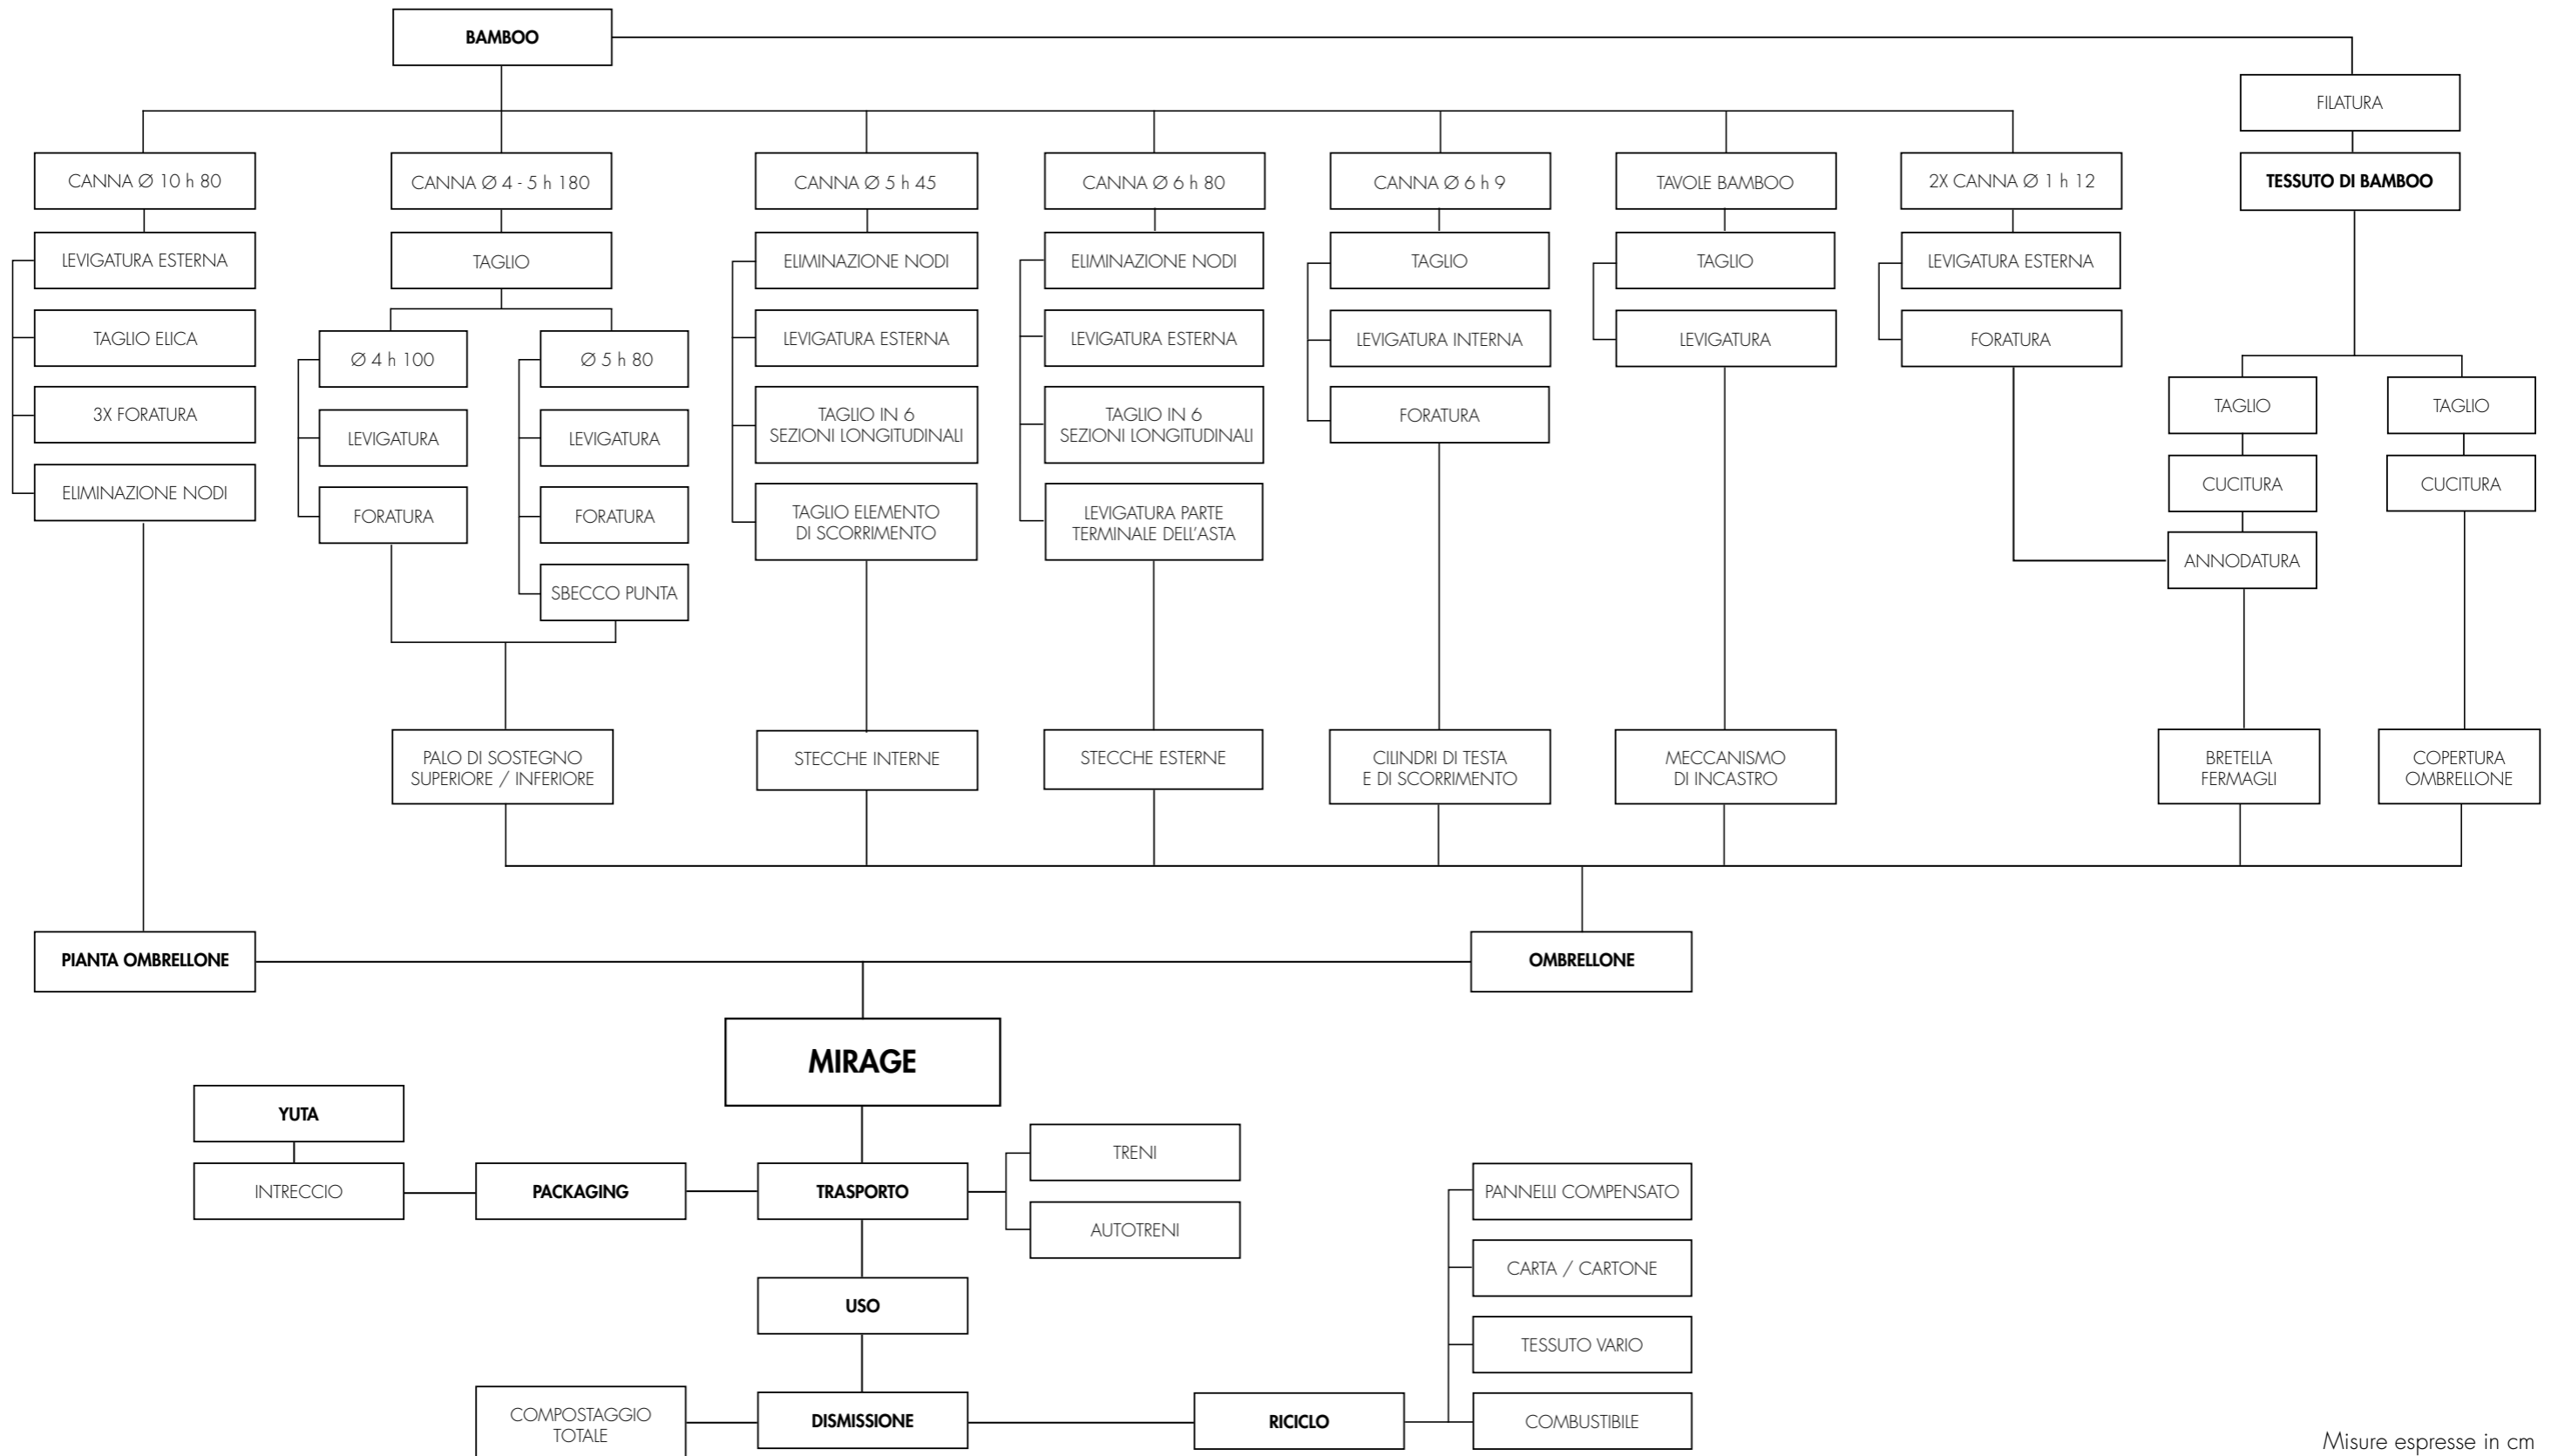 BAMBOO
FILATURA
CANNA Ø 10 h 80
CANNA Ø 4 - 5 h 180
CANNA Ø 5 h 45
CANNA Ø 6 h 80
CANNA Ø 6 h 9
TAVOLE BAMBOO
2X CANNA Ø 1 h 12
TESSUTO DI BAMBOO
LEVIGATURA ESTERNA
TAGLIO
ELIMINAZIONE NODI
ELIMINAZIONE NODI
TAGLIO
TAGLIO
LEVIGATURA ESTERNA
TAGLIO ELICA
Ø 4 h 100
Ø 5 h 80
LEVIGATURA ESTERNA
LEVIGATURA ESTERNA
LEVIGATURA INTERNA
LEVIGATURA
FORATURA
3X FORATURA
LEVIGATURA
LEVIGATURA
TAGLIO IN 6
SEZIONI LONGITUDINALI
TAGLIO IN 6
SEZIONI LONGITUDINALI
FORATURA
TAGLIO
TAGLIO
ELIMINAZIONE NODI
FORATURA
FORATURA
TAGLIO ELEMENTO
DI SCORRIMENTO
LEVIGATURA PARTE
TERMINALE DELL'ASTA
CUCITURA
CUCITURA
SBECCO PUNTA
ANNODATURA
PALO DI SOSTEGNO
SUPERIORE / INFERIORE
STECCHE INTERNE
STECCHE ESTERNE
CILINDRI DI TESTA
E DI SCORRIMENTO
MECCANISMO
DI INCASTRO
BRETELLA
FERMAGLI
COPERTURA
OMBRELLONE
PIANTA OMBRELLONE
OMBRELLONE
MIRAGE
YUTA
INTRECCIO
PACKAGING
TRASPORTO
TRENI
AUTOTRENI
USO
PANNELLI COMPENSATO
CARTA / CARTONE
TESSUTO VARIO
COMPOSTAGGIO
TOTALE
DISMISSIONE
RICICLO
COMBUSTIBILE
Misure espresse in cm